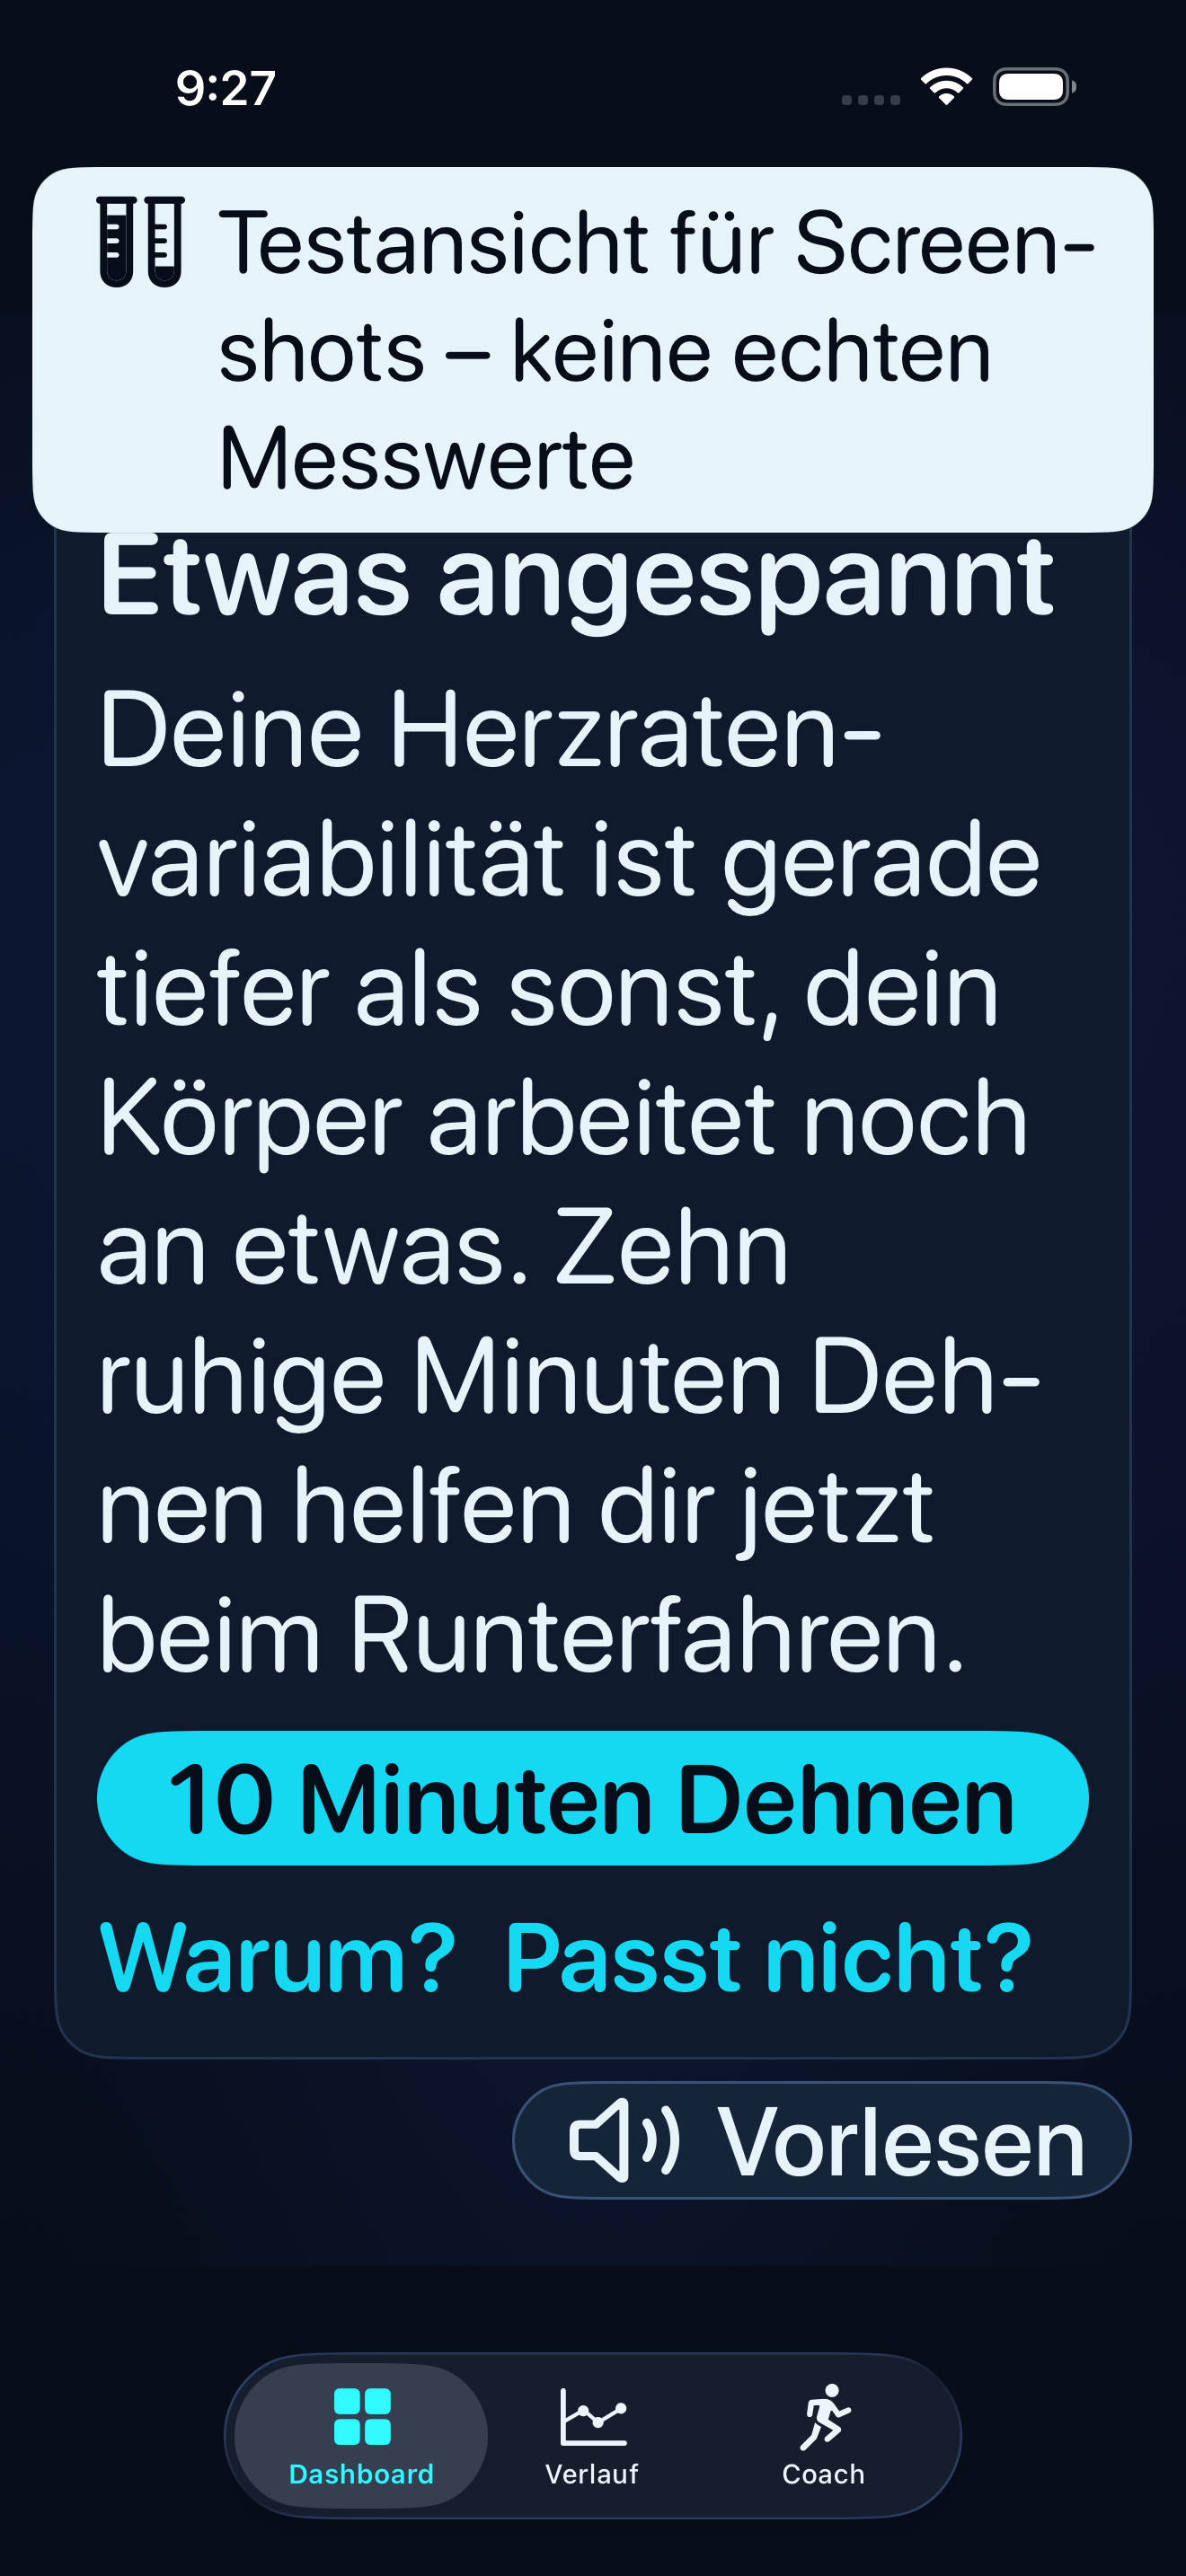 9:27
Testansicht für Screen-
shots – keine echten
Messwerte
Etwas angespannt
Deine Herzraten-
variabilität ist gerade
tiefer als sonst, dein
Körper arbeitet noch
an etwas. Zehn
ruhige Minuten Deh-
nen helfen dir jetzt
beim Runterfahren.
10 Minuten Dehnen
Warum? Passt nicht?
Vorlesen
Dashboard Verlauf Coach